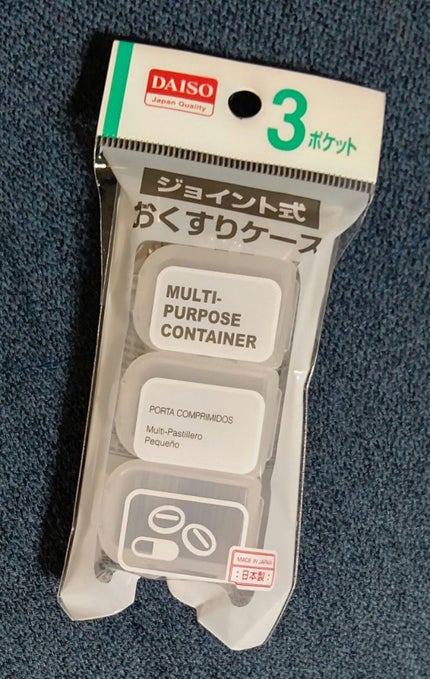 DAISO
Japan Quality
3
ポケット
ジョイント式
おくすりケース
MULTI-
PURPOSE
CONTAINER
PORTA COMPRIMIDOS
Multi-Pastillero
Pequeño
MADE IN JAPAN
:日本製: